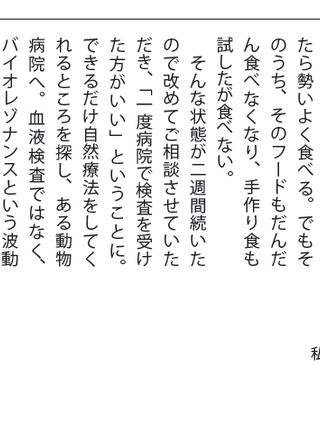 たら勢いよく食べる。でもそ
のうち、そのフードもだんだ
ん食べなくなり、手作り食も
試したが食べない。
そんな状態が二週間続いた
ので改めてご相談させていた
だき、「一度病院で検査を受け
た方がいい」ということに。
できるだけ自然療法をしてく
れるところを探し、ある動物
病院へ。血液検査ではなく、
バイオレゾナンスという波動
私